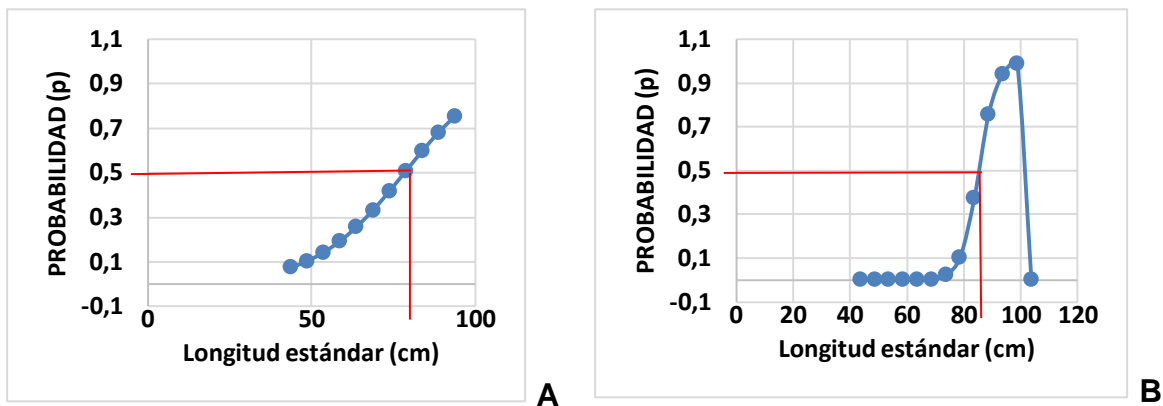 1,1
0,9
0,7
0,5
0,3
0,1
-0,1
PROBABILIDAD (p)
0 50 100
Longitud estándar (cm)
A
1,1
0,9
0,7
0,5
0,3
0,1
-0,1
PROBABILIDAD (p)
0 20 40 60 80 100 120
Longitud estándar (cm)
B